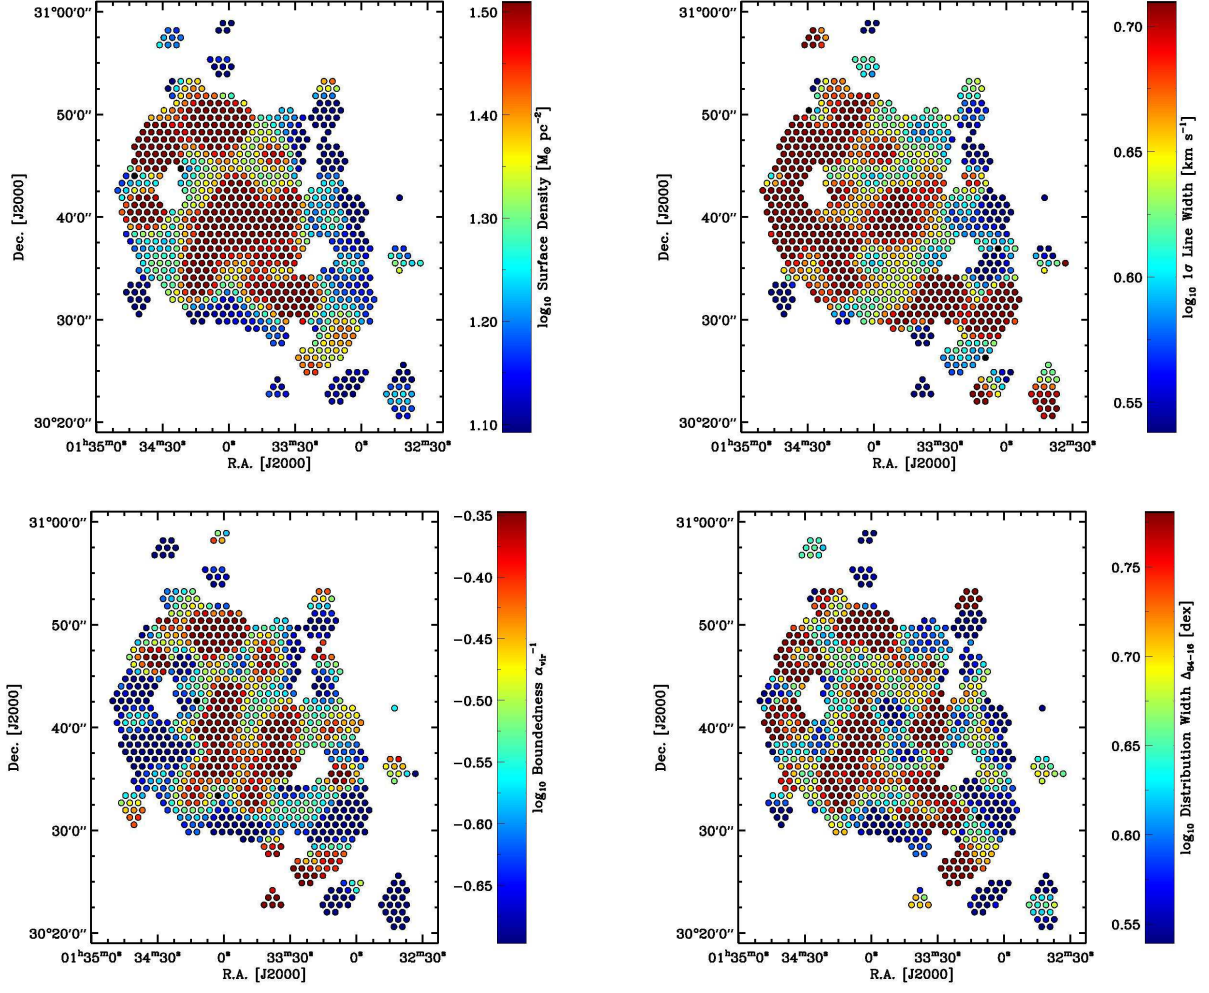 31°00′0″
50′0″
40′0″
30′0″
30°20′0″
Dec. [J2000]
01ʰ35ᵐ0ˢ 34ᵐ30ˢ 0ˢ 33ᵐ30ˢ 0ˢ 32ᵐ30ˢ
R.A. [J2000]
1.50
1.40
1.30
1.20
1.10
log₁₀ Surface Density [M⊙ pc⁻²]
31°00′0″
50′0″
40′0″
30′0″
30°20′0″
Dec. [J2000]
01ʰ35ᵐ0ˢ 34ᵐ30ˢ 0ˢ 33ᵐ30ˢ 0ˢ 32ᵐ30ˢ
R.A. [J2000]
0.70
0.65
0.60
0.55
log₁₀ 1σ Line Width [km s⁻¹]
31°00′0″
50′0″
40′0″
30′0″
30°20′0″
Dec. [J2000]
01ʰ35ᵐ0ˢ 34ᵐ30ˢ 0ˢ 33ᵐ30ˢ 0ˢ 32ᵐ30ˢ
R.A. [J2000]
−0.35
−0.40
−0.45
−0.50
−0.55
−0.60
−0.65
log₁₀ Boundedness αᵥᵢᵣ⁻¹
31°00′0″
50′0″
40′0″
30′0″
30°20′0″
Dec. [J2000]
01ʰ35ᵐ0ˢ 34ᵐ30ˢ 0ˢ 33ᵐ30ˢ 0ˢ 32ᵐ30ˢ
R.A. [J2000]
0.75
0.70
0.65
0.60
0.55
log₁₀ Distribution Width Δ₈₄₋₁₆ [dex]